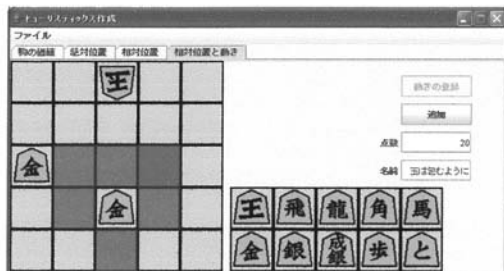 ヒューリスティックス作成
ファイル
駒の価値 絶対位置 相対位置 相対位置と動き
王
動きの登録
追加
金
点数 20
名前 玉は包むように
金
王 飛 龍 角 馬
金 銀 成銀 歩 と